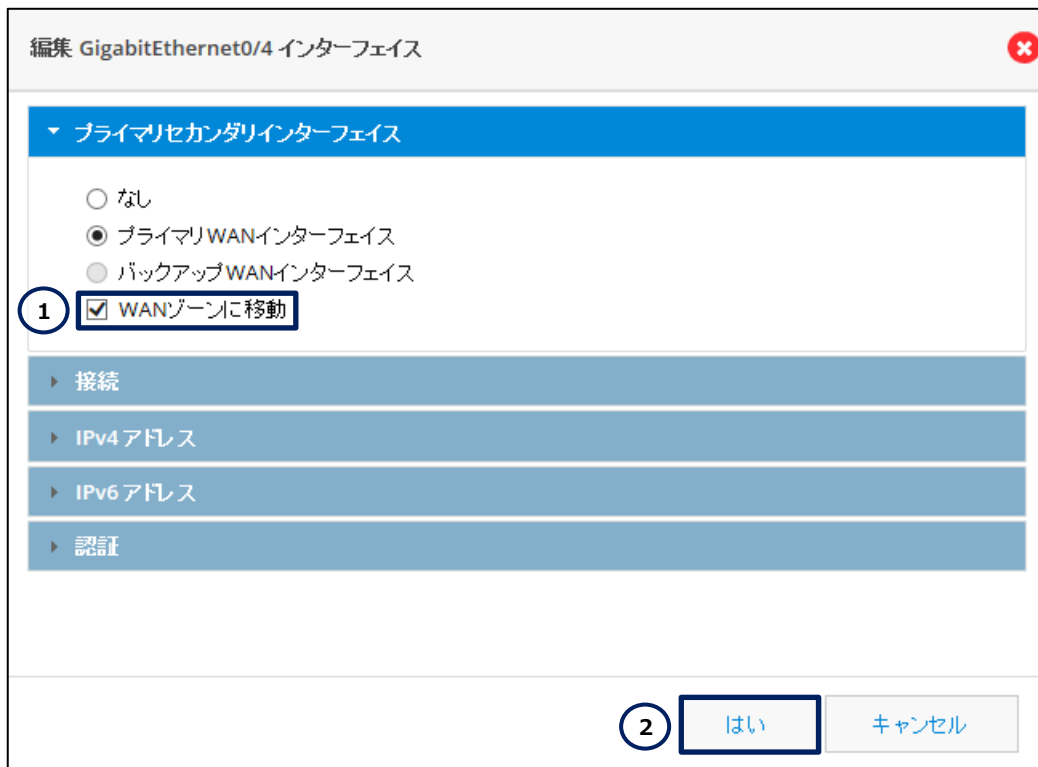 編集 GigabitEthernet0/4 インターフェイス
プライマリセカンダリインターフェイス
なし
プライマリWANインターフェイス
バックアップWANインターフェイス
1 WANゾーンに移動
接続
IPv4 アドレス
IPv6 アドレス
認証
2 はい キャンセル